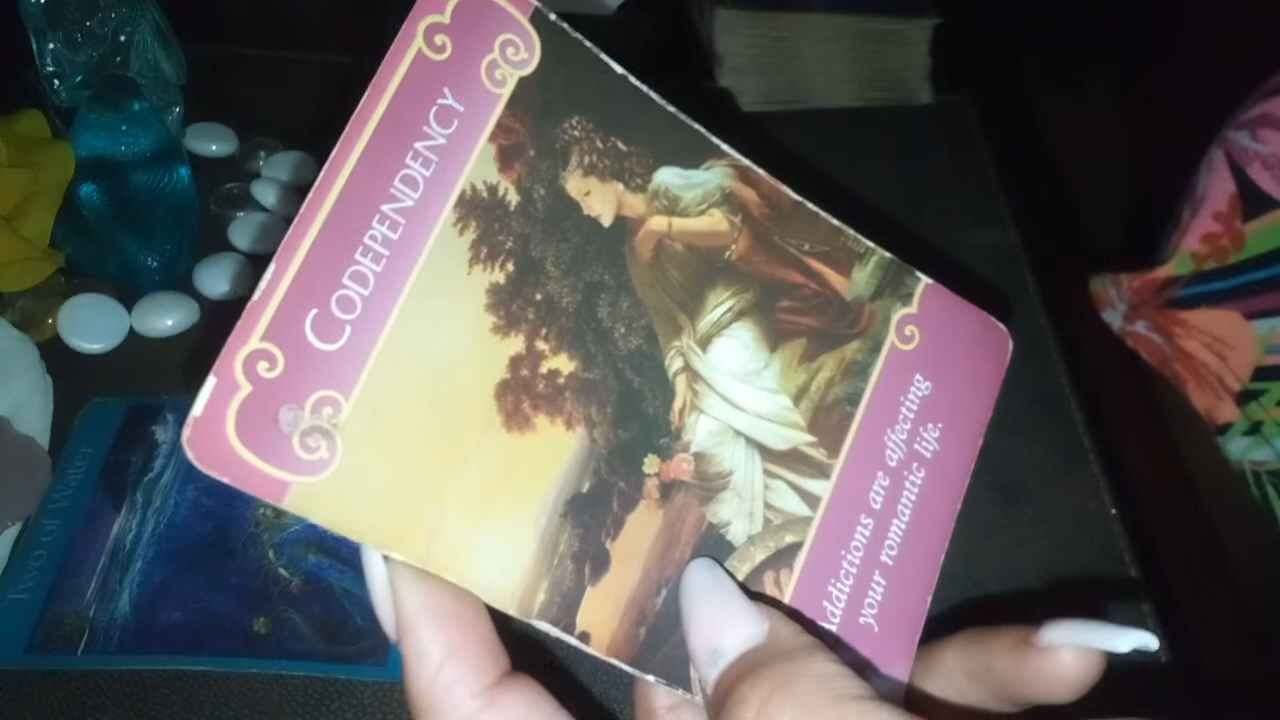 CODEPENDENCY
Addictions are affecting
your romantic life.
Two of Water